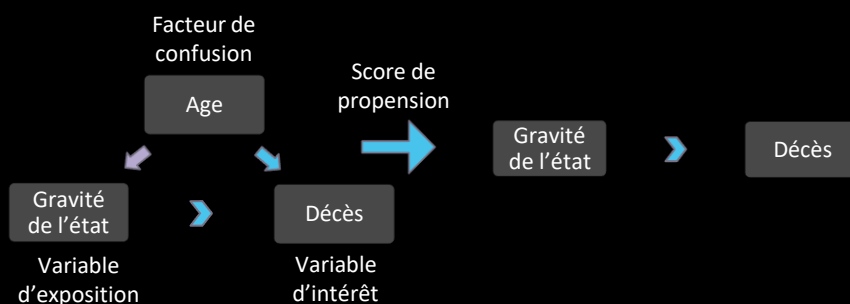 Facteur de
confusion
Age
Score de
propension
Gravité
de l’état
Décès
Gravité
de l’état
Décès
Variable
d’exposition
Variable
d’intérêt